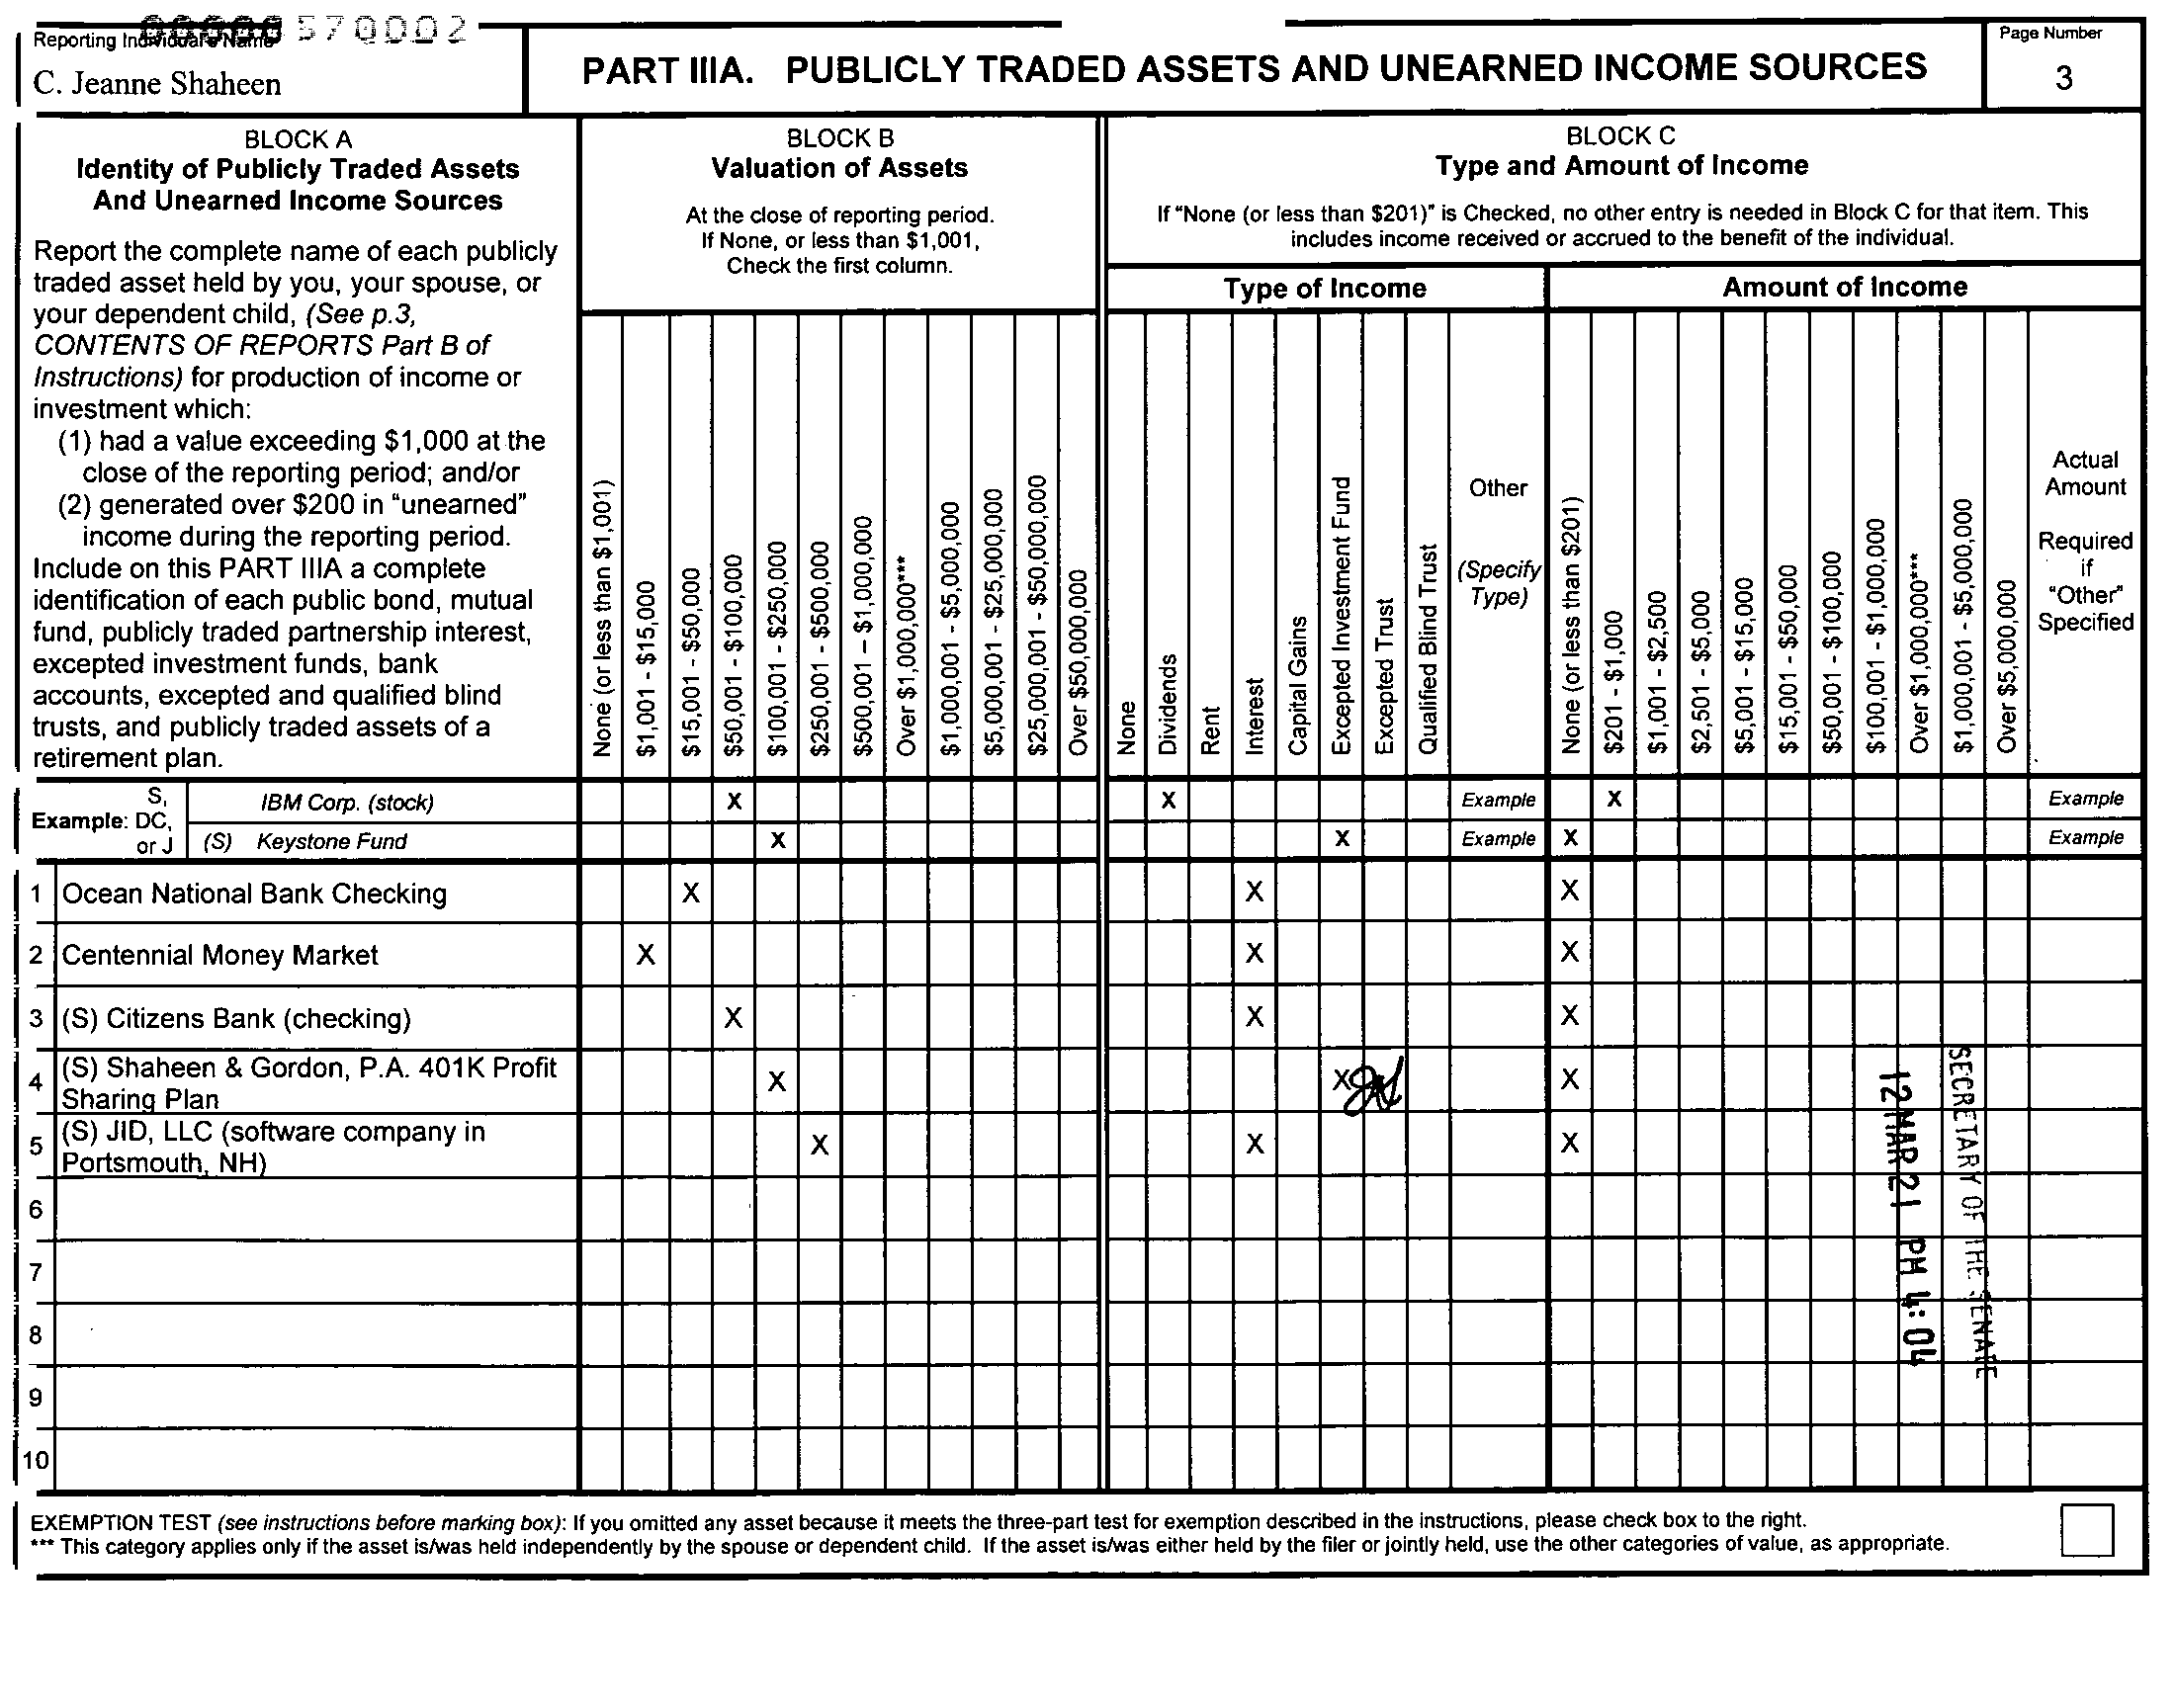 570002
Reporting Individual's Name
C. Jeanne Shaheen
PART IIIA. PUBLICLY TRADED ASSETS AND UNEARNED INCOME SOURCES
Page Number
3
BLOCK A
Identity of Publicly Traded Assets
And Unearned Income Sources
Report the complete name of each publicly
traded asset held by you, your spouse, or
your dependent child, (See p.3,
CONTENTS OF REPORTS Part B of
Instructions) for production of income or
investment which:
(1) had a value exceeding $1,000 at the
close of the reporting period; and/or
(2) generated over $200 in "unearned"
income during the reporting period.
Include on this PART IIIA a complete
identification of each public bond, mutual
fund, publicly traded partnership interest,
excepted investment funds, bank
accounts, excepted and qualified blind
trusts, and publicly traded assets of a
retirement plan.
BLOCK B
Valuation of Assets
At the close of reporting period.
If None, or less than $1,001,
Check the first column.
None (or less than $1,001)
$1,001 - $15,000
$15,001 - $50,000
$50,001 - $100,000
$100,001 - $250,000
$250,001 - $500,000
$500,001 – $1,000,000
Over $1,000,000***
$1,000,001 - $5,000,000
$5,000,001 - $25,000,000
$25,000,001 - $50,000,000
Over $50,000,000
BLOCK C
Type and Amount of Income
If "None (or less than $201)" is Checked, no other entry is needed in Block C for that item. This
includes income received or accrued to the benefit of the individual.
Type of Income
None
Dividends
Rent
Interest
Capital Gains
Excepted Investment Fund
Excepted Trust
Qualified Blind Trust
Other
(Specify
Type)
Amount of Income
None (or less than $201)
$201 - $1,000
$1,001 - $2,500
$2,501 - $5,000
$5,001 - $15,000
$15,001 - $50,000
$50,001 - $100,000
$100,001 - $1,000,000
Over $1,000,000***
$1,000,001 - $5,000,000
Over $5,000,000
Actual
Amount
Required
if
"Other"
Specified
Example: S, DC, or J
IBM Corp. (stock) X X Example X Example
(S) Keystone Fund X X Example X Example
1 Ocean National Bank Checking X X X
2 Centennial Money Market X X X
3 (S) Citizens Bank (checking) X X X
4 (S) Shaheen & Gordon, P.A. 401K Profit
Sharing Plan X X X
5 (S) JID, LLC (software company in
Portsmouth, NH) X X X
6
7
8
9
10
SECRETARY OF THE SENATE
12 MAR 21 PM 4:04
EXEMPTION TEST (see instructions before marking box): If you omitted any asset because it meets the three-part test for exemption described in the instructions, please check box to the right.
*** This category applies only if the asset is/was held independently by the spouse or dependent child. If the asset is/was either held by the filer or jointly held, use the other categories of value, as appropriate.